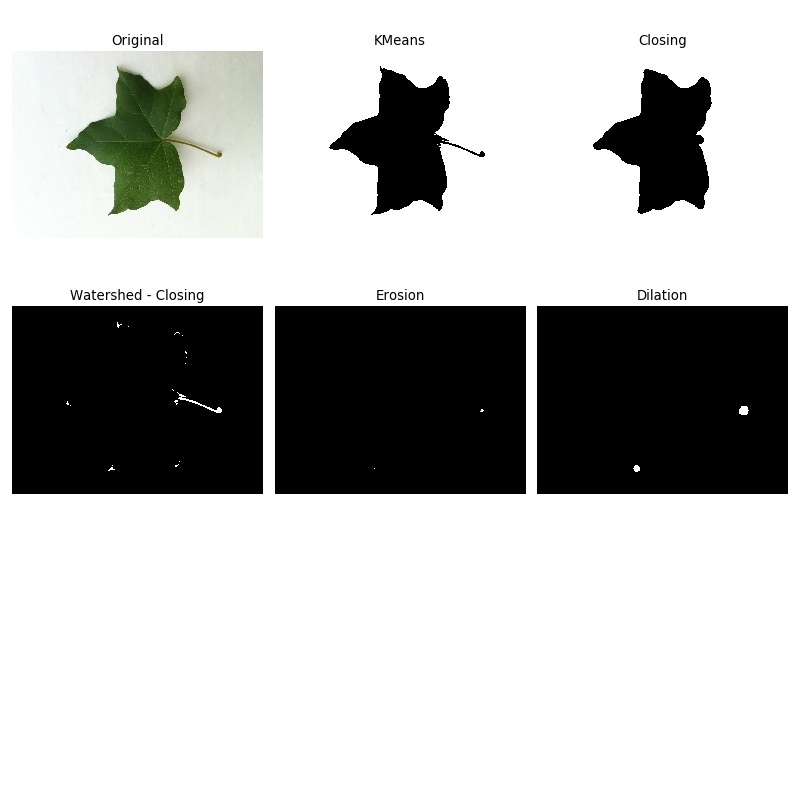 Original
KMeans
Closing
Watershed - Closing
Erosion
Dilation